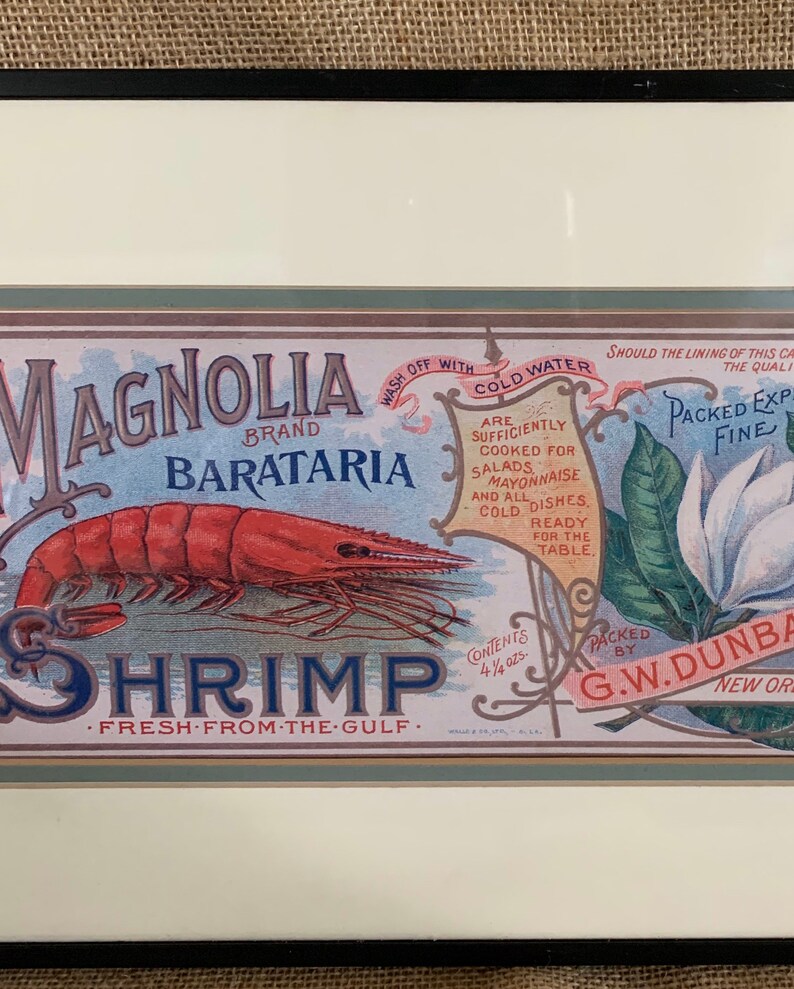 MAGNOLIA
BRAND
BARATARIA
SHRIMP
·FRESH·FROM·THE·GULF·
WASH OFF WITH COLD WATER
ARE
SUFFICIENTLY
COOKED FOR
SALADS,
MAYONNAISE
AND ALL
COLD DISHES,
READY
FOR THE
TABLE.
CONTENTS
4 1/4 OZS.
SHOULD THE LINING OF THIS CA
THE QUALI
PACKED EXP
FINE
PACKED
BY
G.W.DUNBA
NEW OR